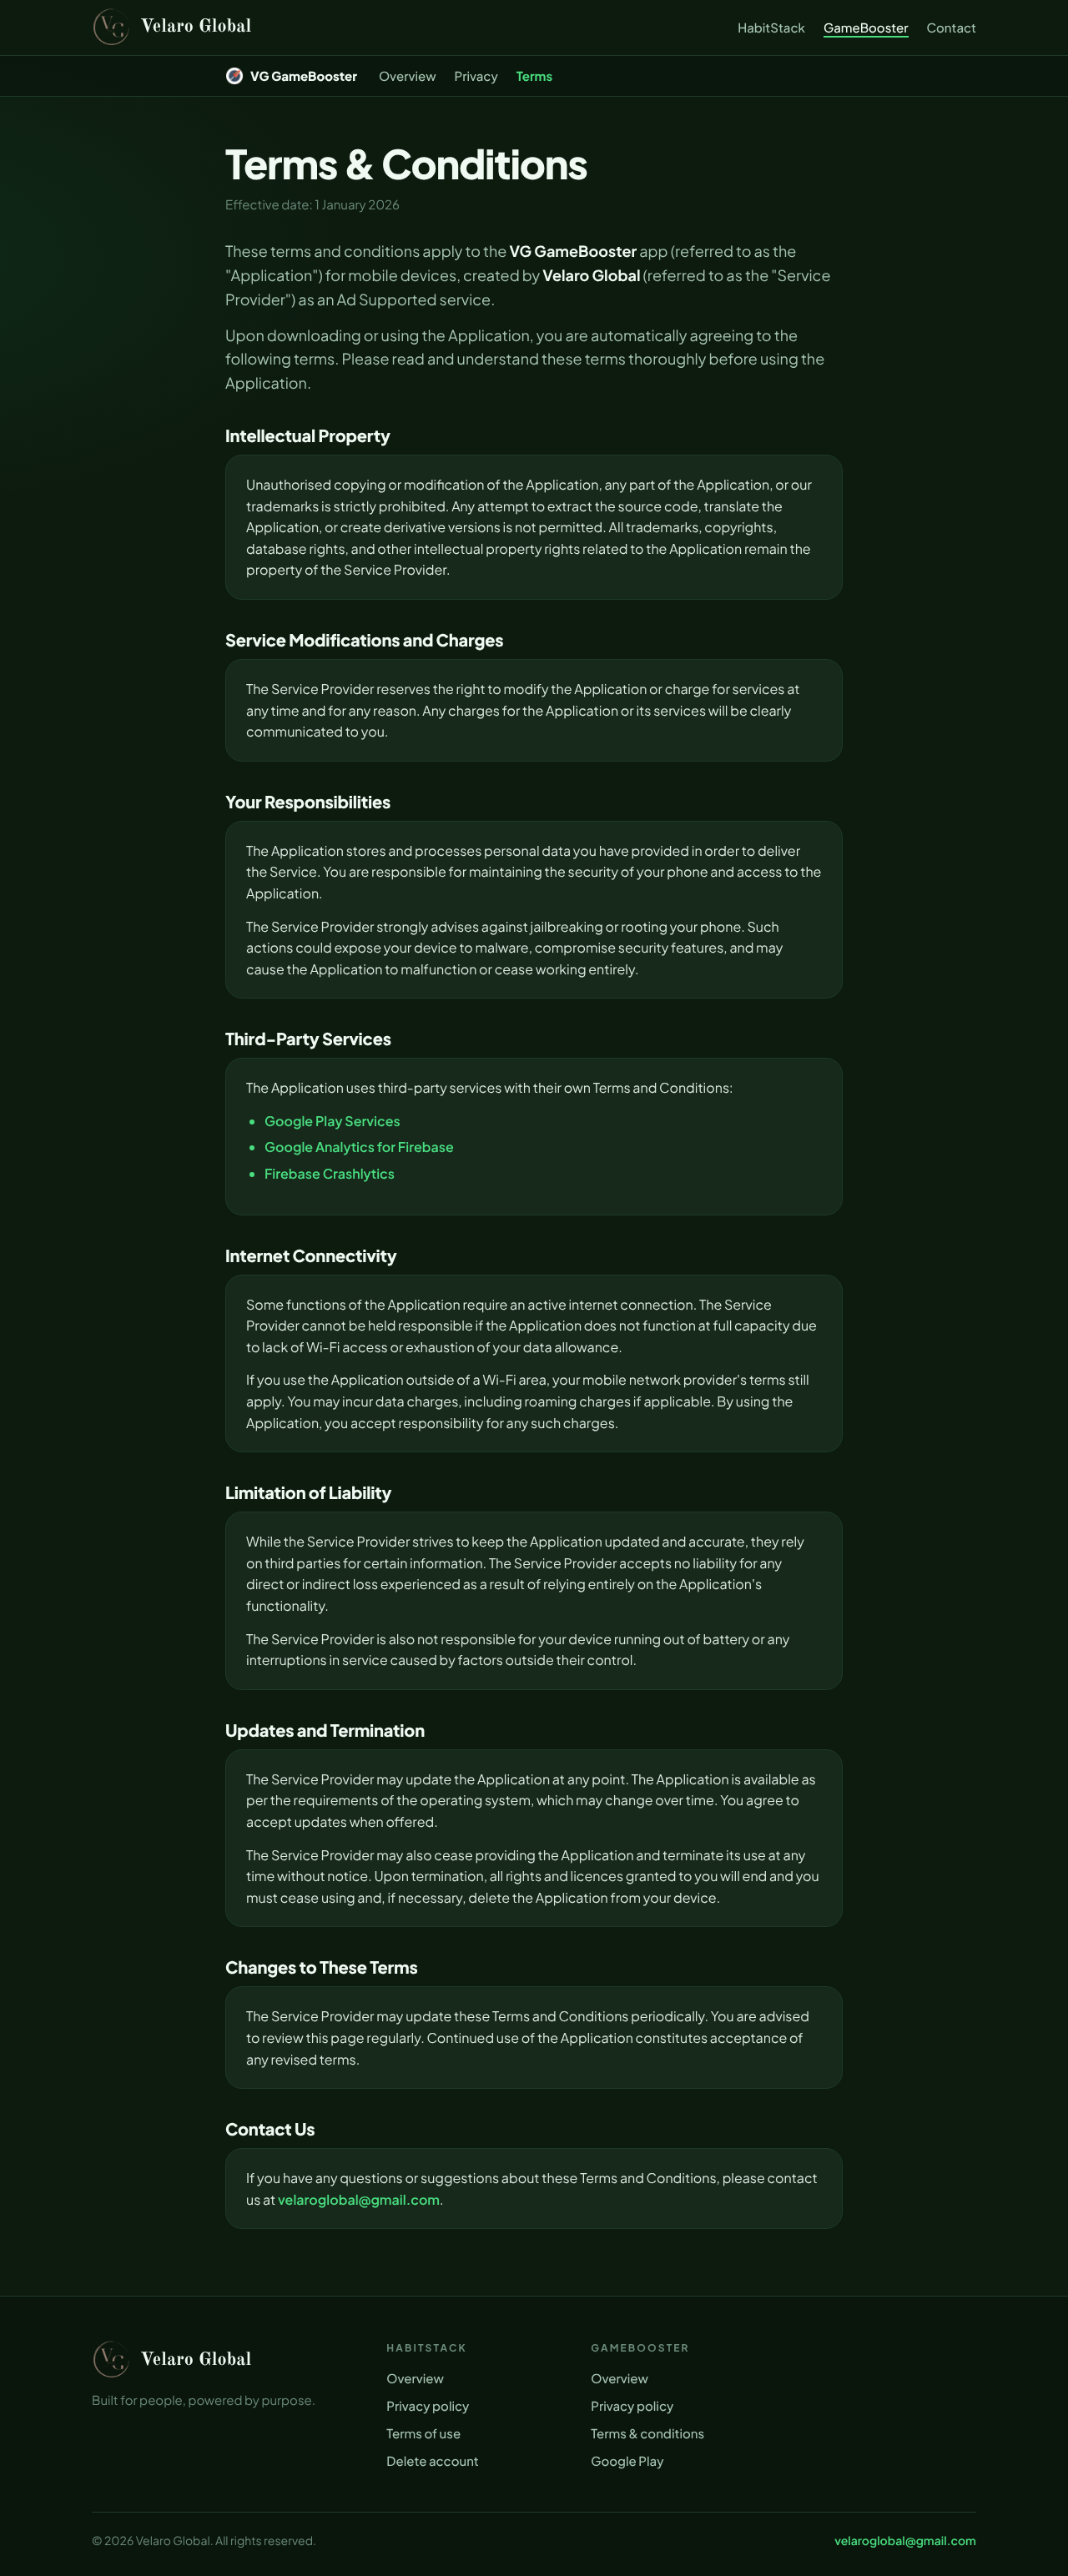 VG Velaro Global
HabitStack GameBooster Contact
VG GameBooster Overview Privacy Terms
Terms & Conditions
Effective date: 1 January 2026
These terms and conditions apply to the VG GameBooster app (referred to as the
"Application") for mobile devices, created by Velaro Global (referred to as the "Service
Provider") as an Ad Supported service.
Upon downloading or using the Application, you are automatically agreeing to the
following terms. Please read and understand these terms thoroughly before using the
Application.
Intellectual Property
Unauthorised copying or modification of the Application, any part of the Application, or our
trademarks is strictly prohibited. Any attempt to extract the source code, translate the
Application, or create derivative versions is not permitted. All trademarks, copyrights,
database rights, and other intellectual property rights related to the Application remain the
property of the Service Provider.
Service Modifications and Charges
The Service Provider reserves the right to modify the Application or charge for services at
any time and for any reason. Any charges for the Application or its services will be clearly
communicated to you.
Your Responsibilities
The Application stores and processes personal data you have provided in order to deliver
the Service. You are responsible for maintaining the security of your phone and access to the
Application.
The Service Provider strongly advises against jailbreaking or rooting your phone. Such
actions could expose your device to malware, compromise security features, and may
cause the Application to malfunction or cease working entirely.
Third-Party Services
The Application uses third-party services with their own Terms and Conditions:
• Google Play Services
• Google Analytics for Firebase
• Firebase Crashlytics
Internet Connectivity
Some functions of the Application require an active internet connection. The Service
Provider cannot be held responsible if the Application does not function at full capacity due
to lack of Wi-Fi access or exhaustion of your data allowance.
If you use the Application outside of a Wi-Fi area, your mobile network provider's terms still
apply. You may incur data charges, including roaming charges if applicable. By using the
Application, you accept responsibility for any such charges.
Limitation of Liability
While the Service Provider strives to keep the Application updated and accurate, they rely
on third parties for certain information. The Service Provider accepts no liability for any
direct or indirect loss experienced as a result of relying entirely on the Application's
functionality.
The Service Provider is also not responsible for your device running out of battery or any
interruptions in service caused by factors outside their control.
Updates and Termination
The Service Provider may update the Application at any point. The Application is available as
per the requirements of the operating system, which may change over time. You agree to
accept updates when offered.
The Service Provider may also cease providing the Application and terminate its use at any
time without notice. Upon termination, all rights and licences granted to you will end and you
must cease using and, if necessary, delete the Application from your device.
Changes to These Terms
The Service Provider may update these Terms and Conditions periodically. You are advised
to review this page regularly. Continued use of the Application constitutes acceptance of
any revised terms.
Contact Us
If you have any questions or suggestions about these Terms and Conditions, please contact
us at velaroglobal@gmail.com.
VG Velaro Global
Built for people, powered by purpose.
HABITSTACK
Overview
Privacy policy
Terms of use
Delete account
GAMEBOOSTER
Overview
Privacy policy
Terms & conditions
Google Play
© 2026 Velaro Global. All rights reserved.
velaroglobal@gmail.com